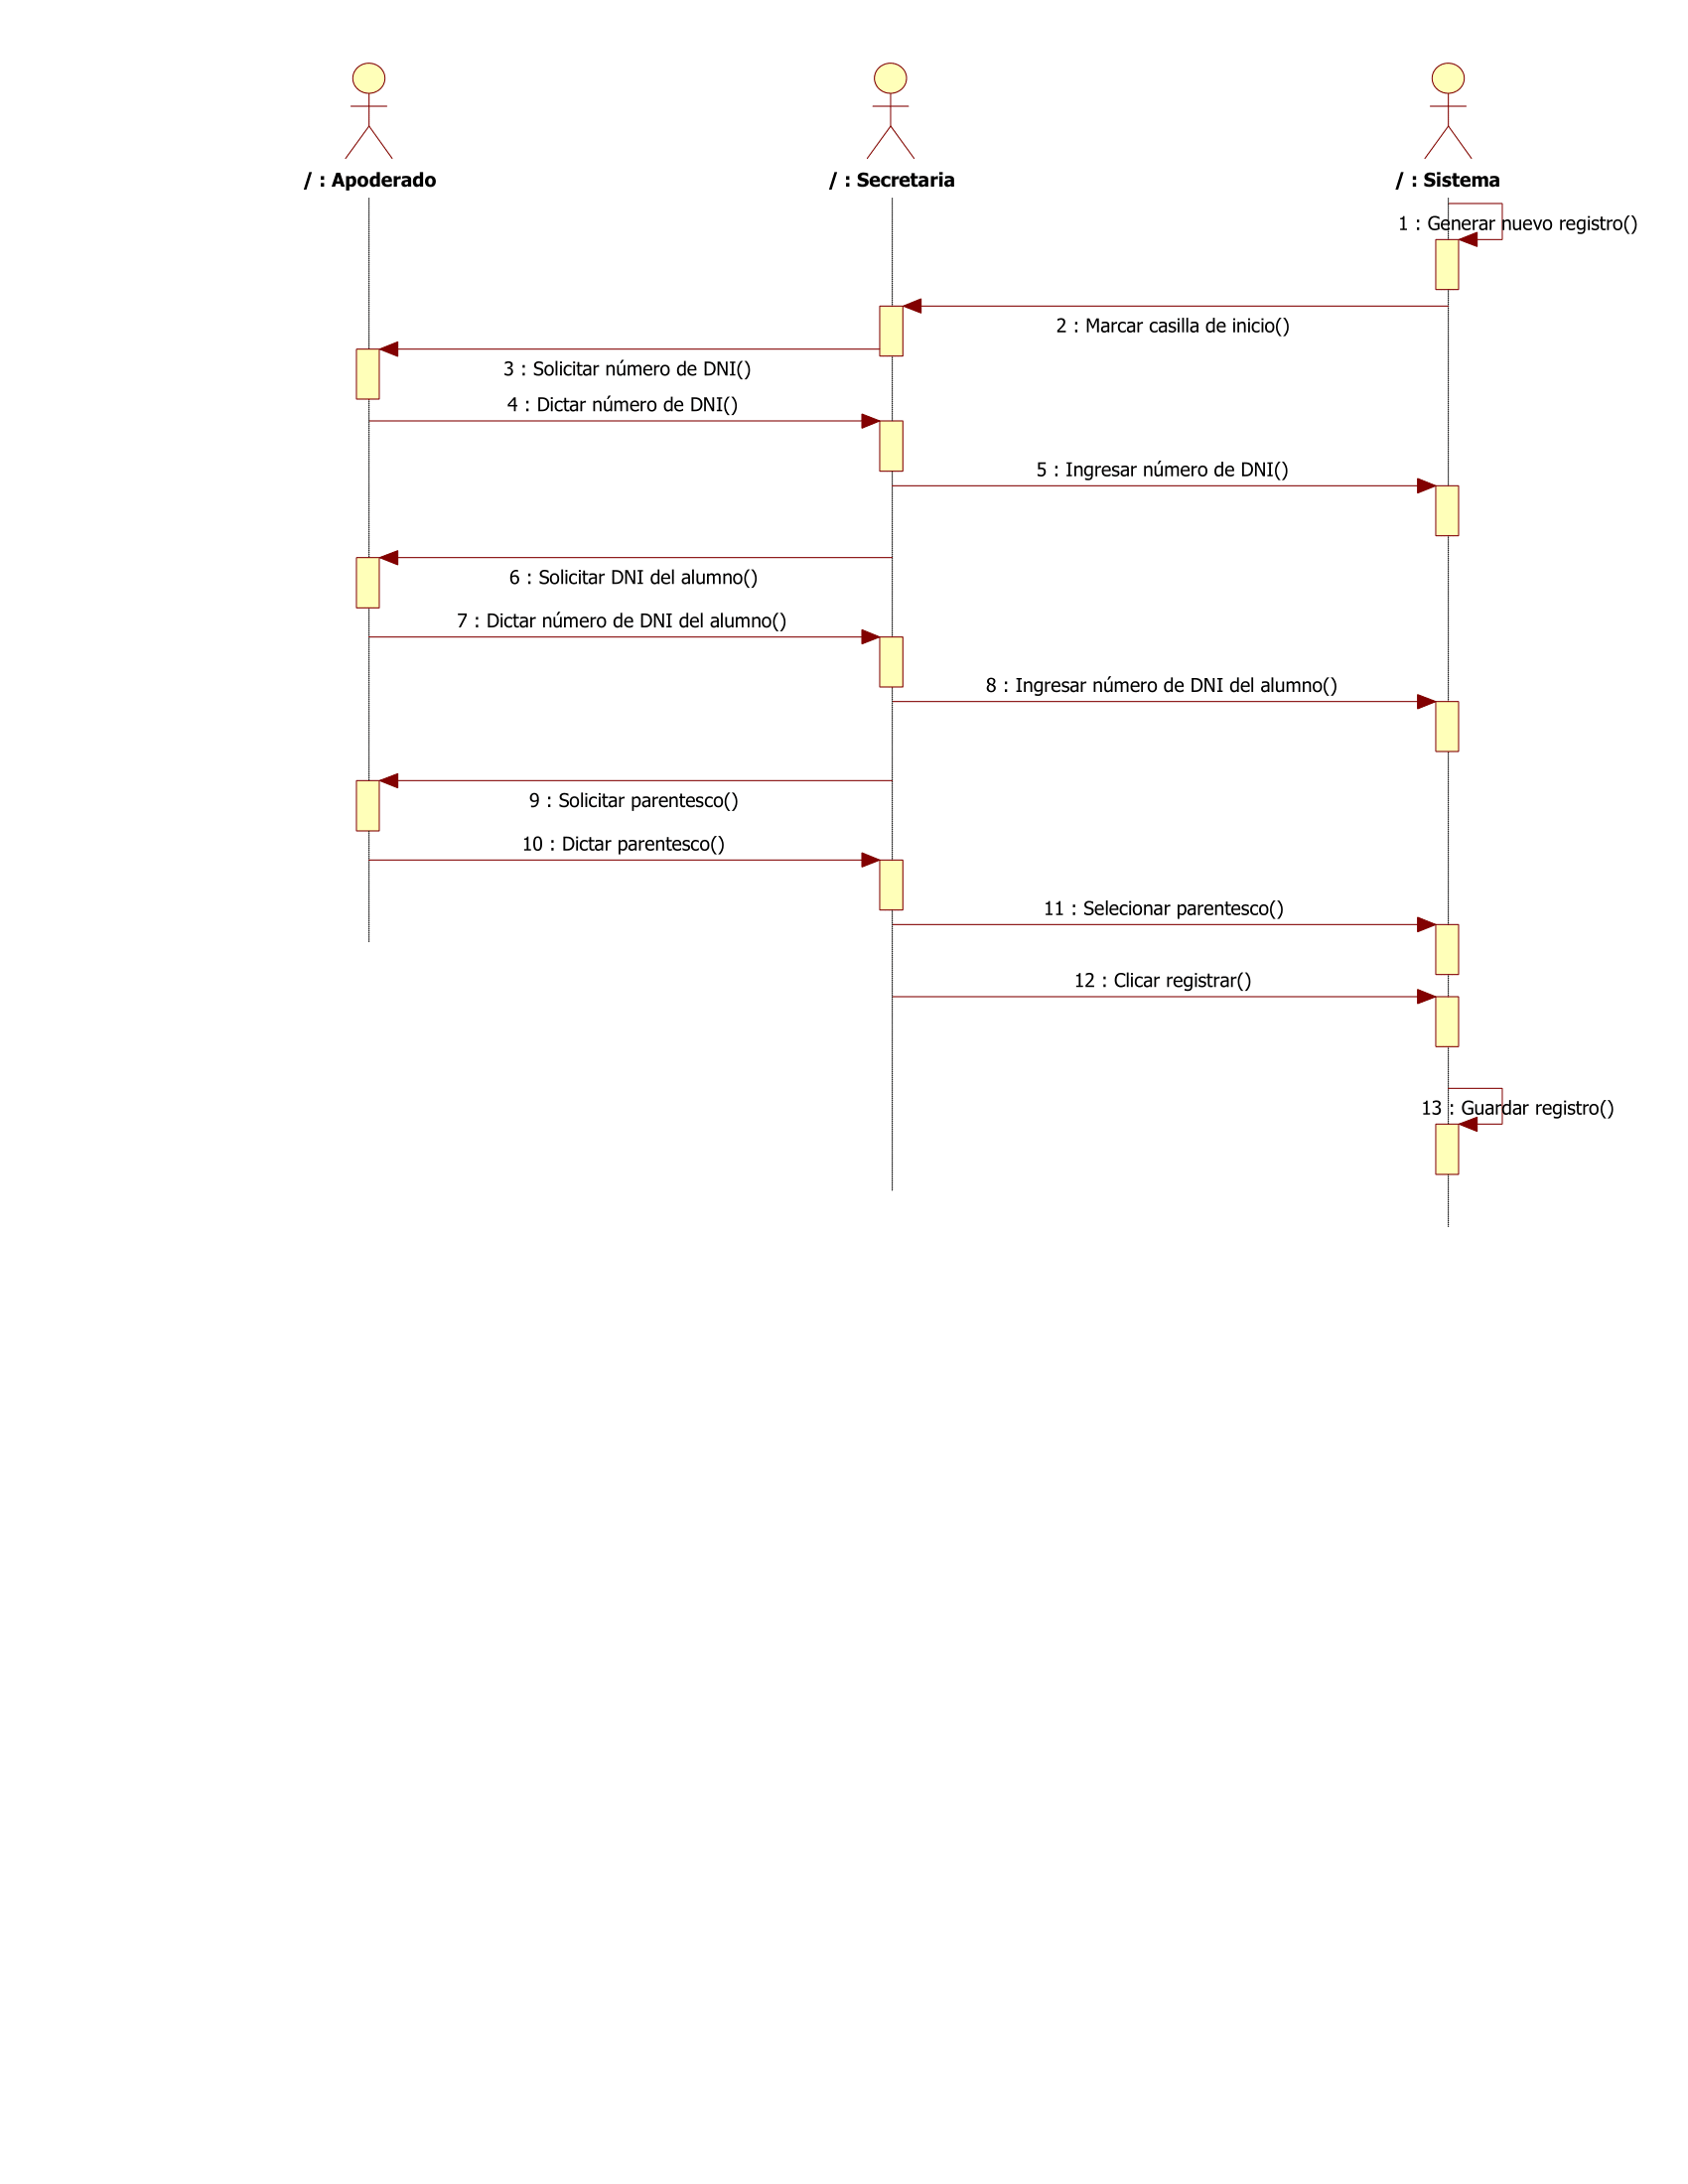 / : Apoderado
/ : Secretaria
/ : Sistema
1 : Generar nuevo registro()
2 : Marcar casilla de inicio()
3 : Solicitar número de DNI()
4 : Dictar número de DNI()
5 : Ingresar número de DNI()
6 : Solicitar DNI del alumno()
7 : Dictar número de DNI del alumno()
8 : Ingresar número de DNI del alumno()
9 : Solicitar parentesco()
10 : Dictar parentesco()
11 : Selecionar parentesco()
12 : Clicar registrar()
13 : Guardar registro()